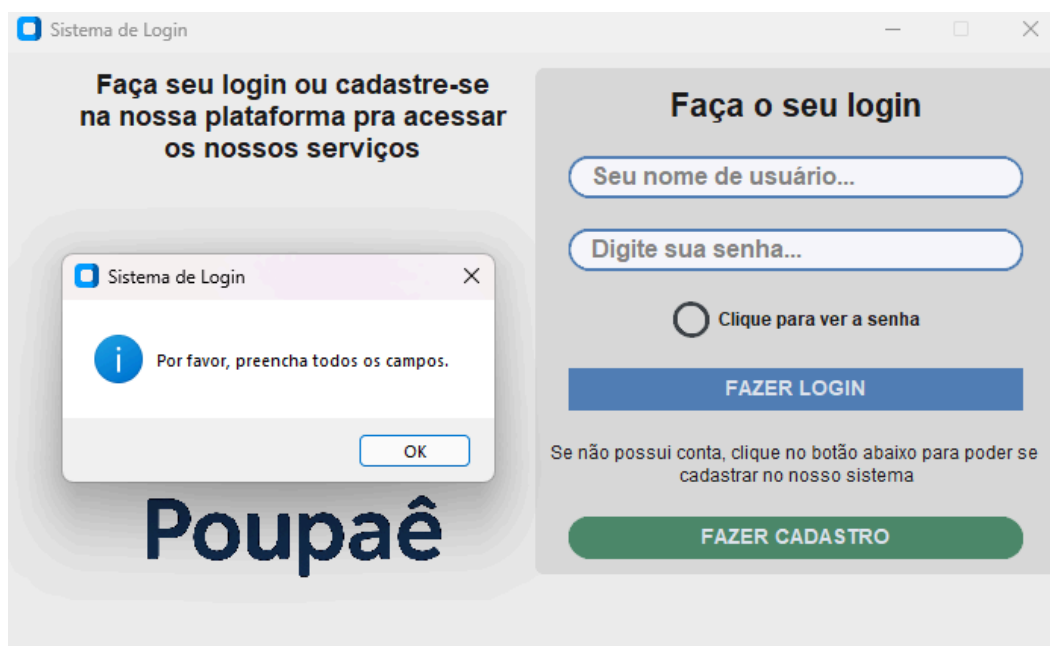 Sistema de Login
Faça seu login ou cadastre-se
na nossa plataforma pra acessar
os nossos serviços
Sistema de Login
Por favor, preencha todos os campos.
OK
Poupaê
Faça o seu login
Seu nome de usuário...
Digite sua senha...
Clique para ver a senha
FAZER LOGIN
Se não possui conta, clique no botão abaixo para poder se
cadastrar no nosso sistema
FAZER CADASTRO